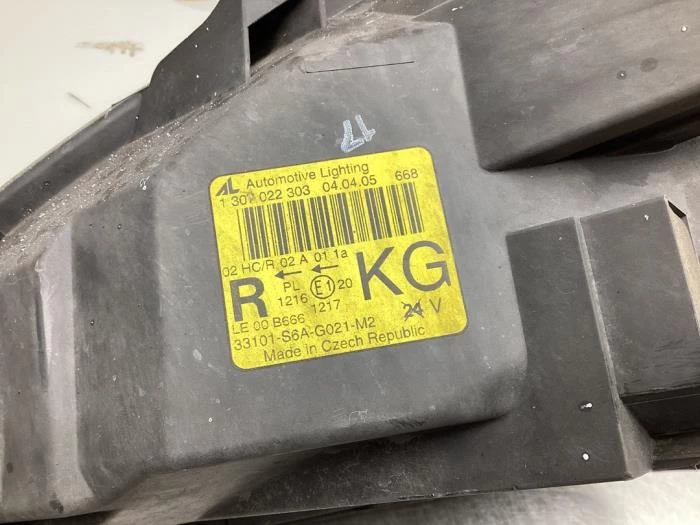 AL Automotive Lighting
1 307 022 303 04.04.05 668
02 HC/R 02 A 01 1a
R PL E1 20 KG
1216 1217
LE 00 B666
24 V
33101-S6A-G021-M2
Made in Czech Republic